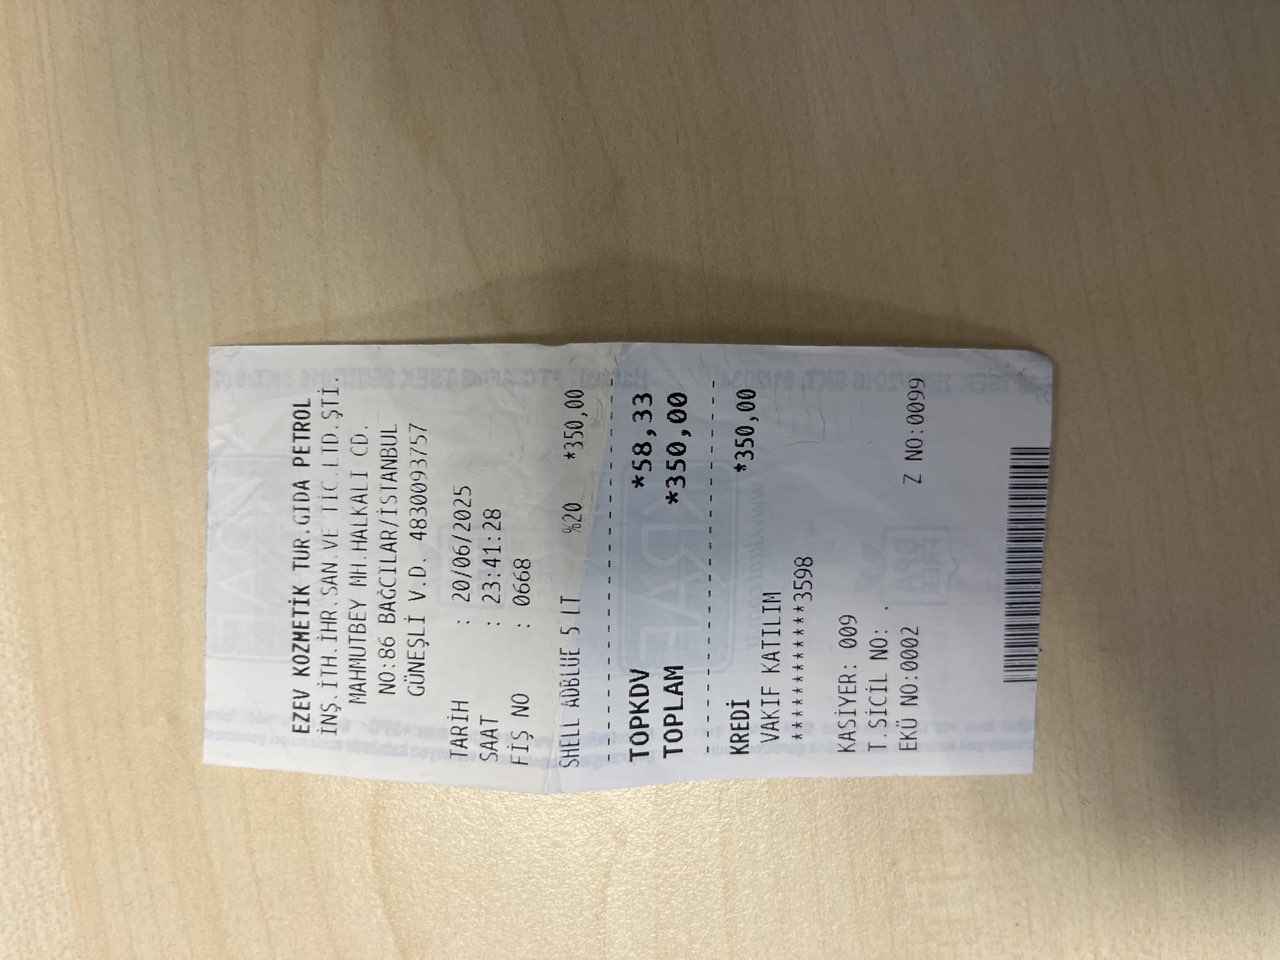 EZEV KOZMETİK TUR.GIDA PETROL
İNŞ.İTH.İHR.SAN.VE TİC.LTD.ŞTİ.
MAHMUTBEY MH.HALKALI CD.
NO:86 BAĞCILAR/İSTANBUL
GÜNEŞLİ V.D. 4830093757
TARİH : 20/06/2025
SAAT : 23:41:28
FİŞ NO : 0668
SHELL ADBLUE 5 LT %20 *350,00
TOPKDV *58,33
TOPLAM *350,00
KREDİ *350,00
VAKIF KATILIM
************3598
KASİYER: 009
T.SİCİL NO: .
EKÜ NO:0002 Z NO:0099